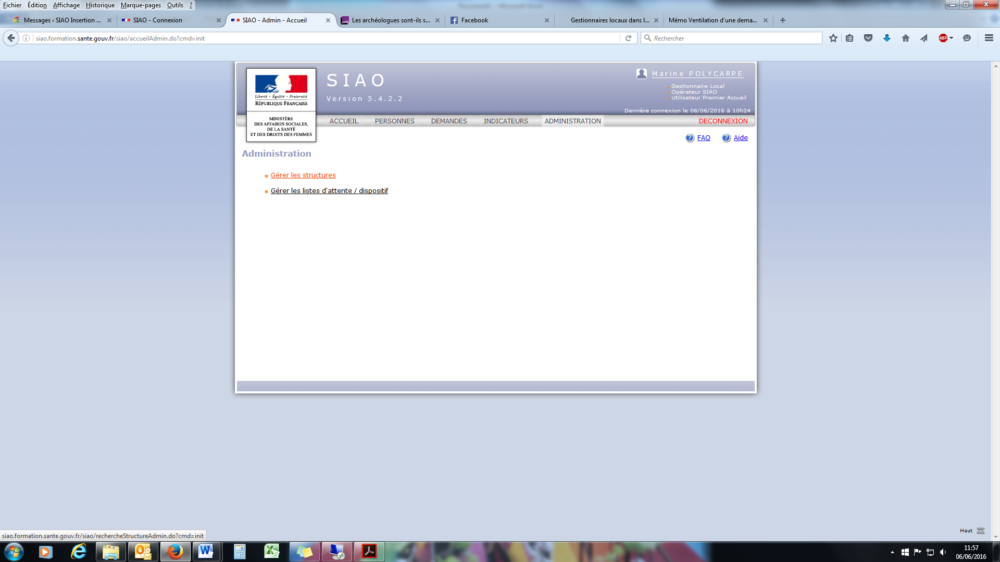 Fichier Édition Affichage Historique Marque-pages Outils ?
Messages ‹ SIAO Insertion ...
SIAO - Connexion
SIAO - Admin - Accueil
Les archéologues sont-ils s...
Facebook
Gestionnaires locaux dans l...
Mémo Ventilation d'une dema...
siao.formation.sante.gouv.fr/siao/accueilAdmin.do?cmd=init
Rechercher
ABP
Liberté • Égalité • Fraternité
RÉPUBLIQUE FRANÇAISE
MINISTÈRE
DES AFFAIRES SOCIALES,
DE LA SANTÉ
ET DES DROITS DES FEMMES
SIAO
Version 5.4.2.2
Marine POLYCARPE
Gestionnaire Local
Opérateur SIAO
Utilisateur Premier Accueil
Dernière connexion le 06/06/2016 à 10h24
ACCUEIL PERSONNES DEMANDES INDICATEURS ADMINISTRATION DECONNEXION
FAQ Aide
Administration
Gérer les structures
Gérer les listes d'attente / dispositif
Haut
siao.formation.sante.gouv.fr/siao/rechercheStructureAdmin.do?cmd=init
11:57
06/06/2016